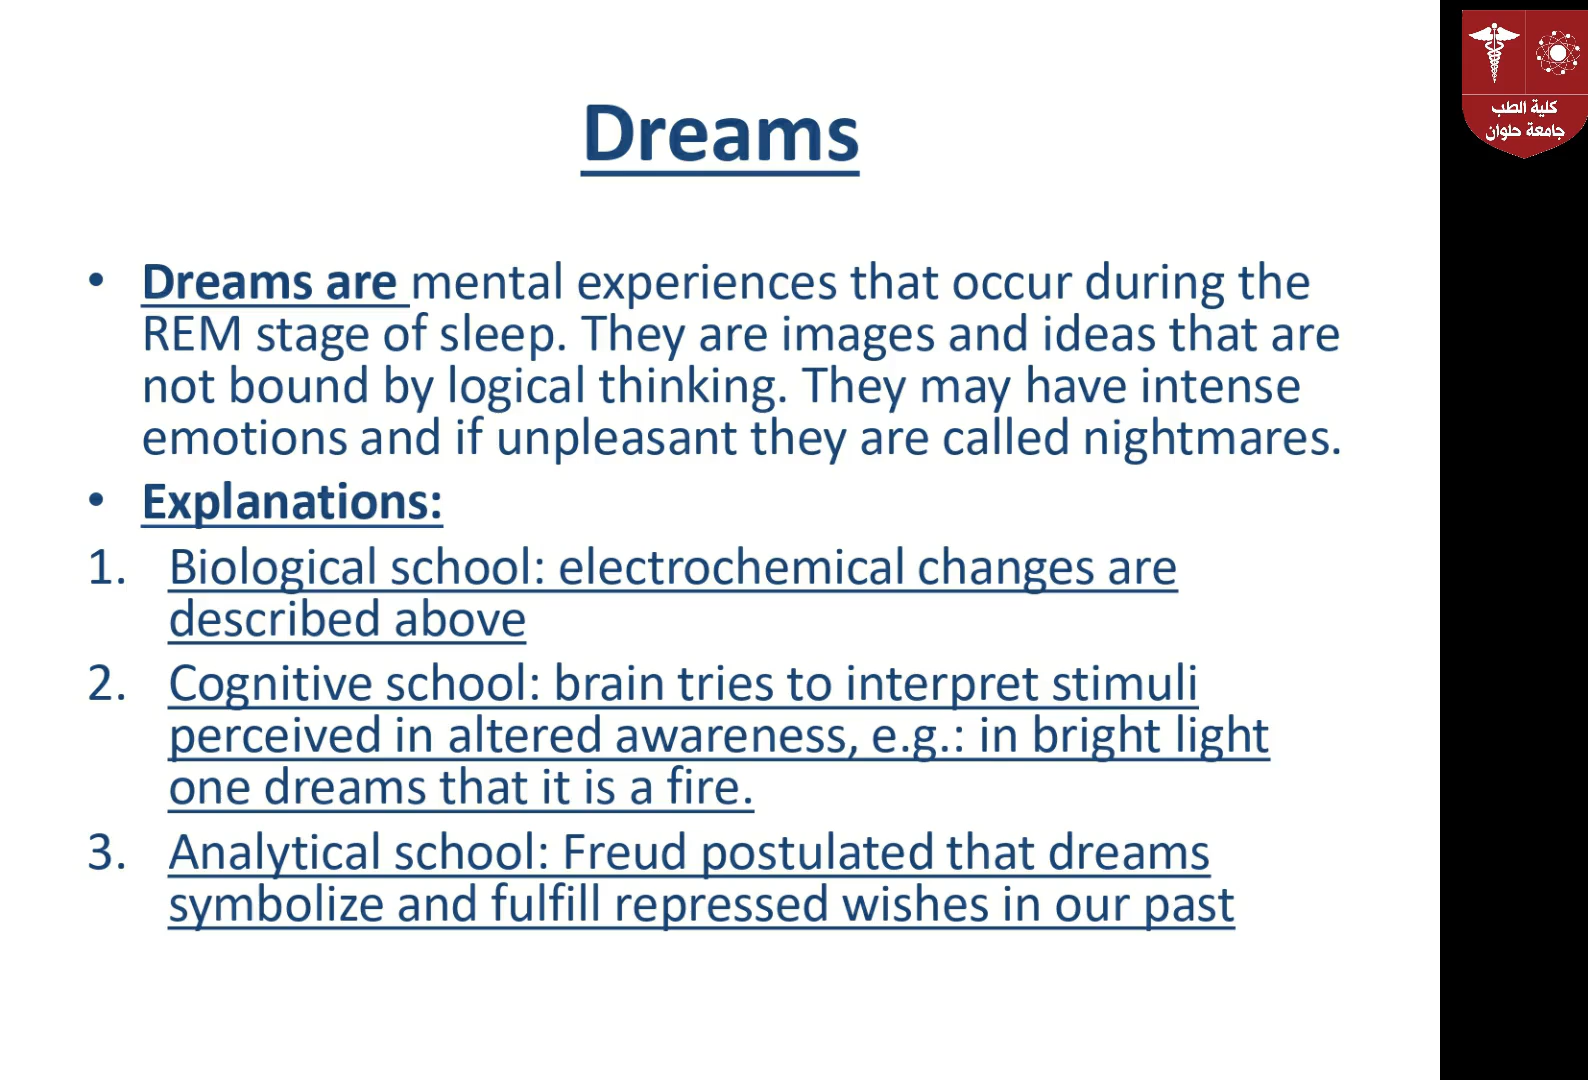 Dreams
• Dreams are mental experiences that occur during the
REM stage of sleep. They are images and ideas that are
not bound by logical thinking. They may have intense
emotions and if unpleasant they are called nightmares.
• Explanations:
1. Biological school: electrochemical changes are
described above
2. Cognitive school: brain tries to interpret stimuli
perceived in altered awareness, e.g.: in bright light
one dreams that it is a fire.
3. Analytical school: Freud postulated that dreams
symbolize and fulfill repressed wishes in our past
كلية الطب
جامعة حلوان